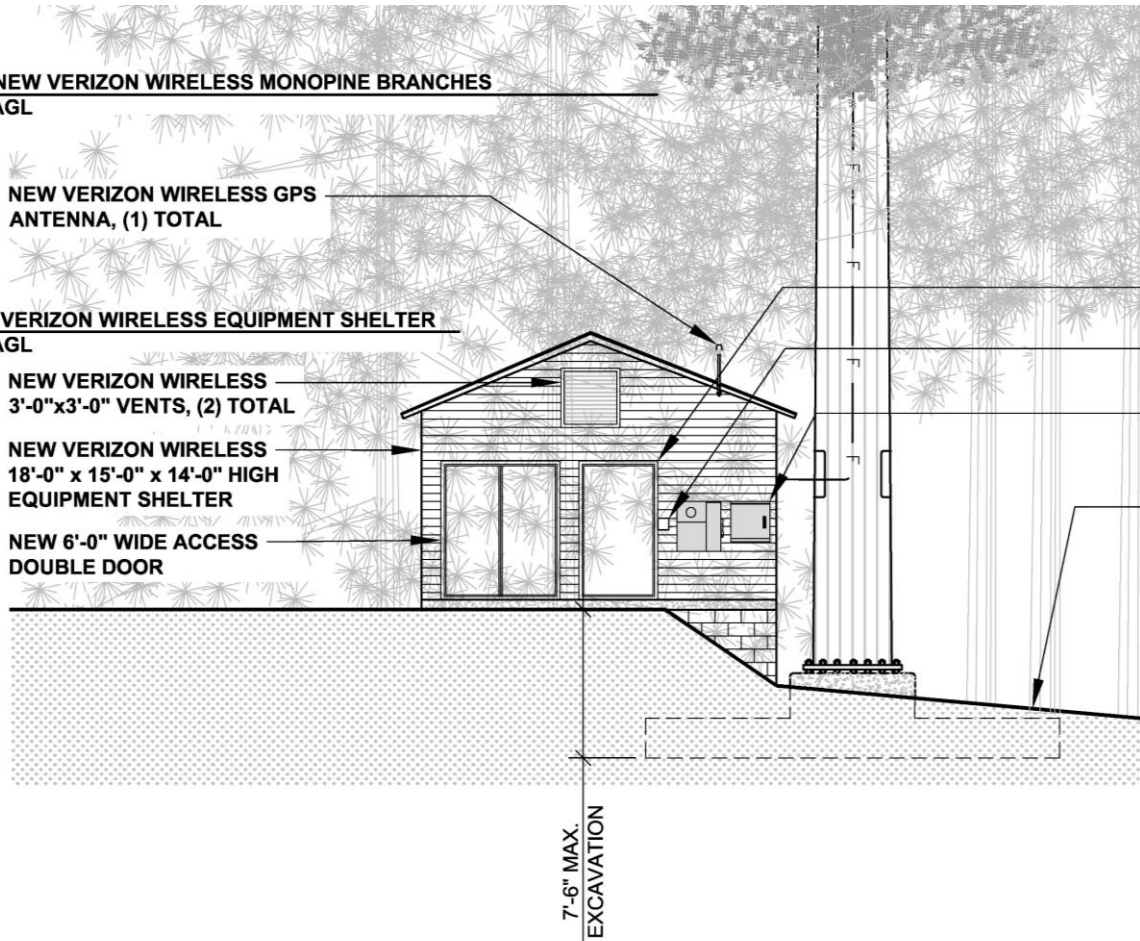 NEW VERIZON WIRELESS MONOPINE BRANCHES
AGL
NEW VERIZON WIRELESS GPS
ANTENNA, (1) TOTAL
VERIZON WIRELESS EQUIPMENT SHELTER
AGL
NEW VERIZON WIRELESS
3'-0"x3'-0" VENTS, (2) TOTAL
NEW VERIZON WIRELESS
18'-0" x 15'-0" x 14'-0" HIGH
EQUIPMENT SHELTER
NEW 6'-0" WIDE ACCESS
DOUBLE DOOR
F
F
F
F
7'-6" MAX.
EXCAVATION